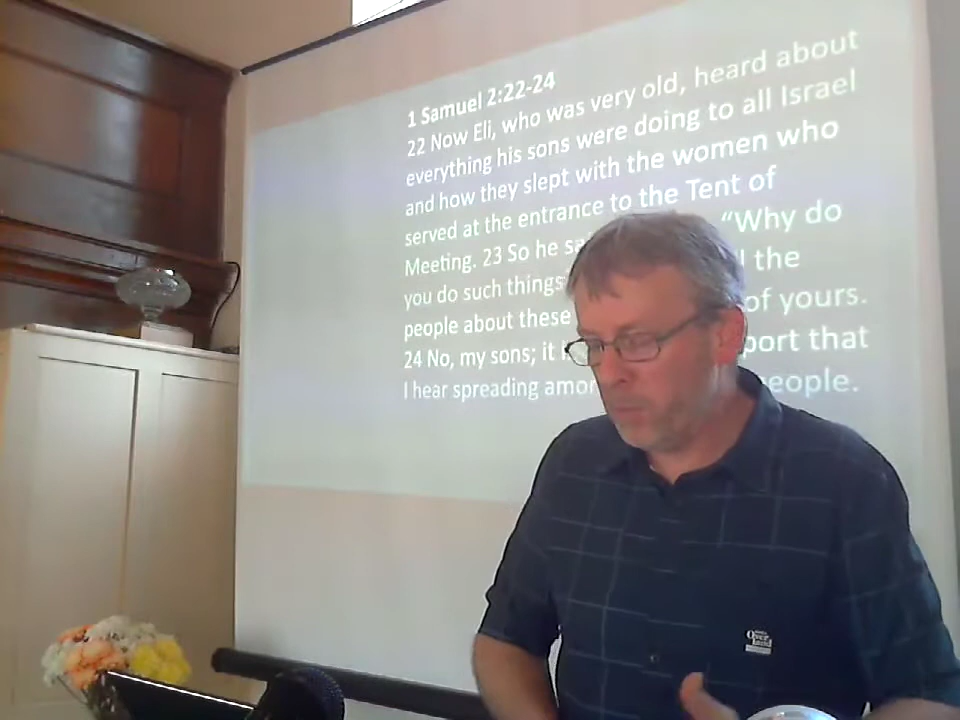 1 Samuel 2:22-24
22 Now Eli, who was very old, heard about
everything his sons were doing to all Israel
and how they slept with the women who
served at the entrance to the Tent of
Meeting. 23 So he “Why do
you do such things the
people about these of yours.
24 No, my sons; it that
I hear spreading people.
Over
land